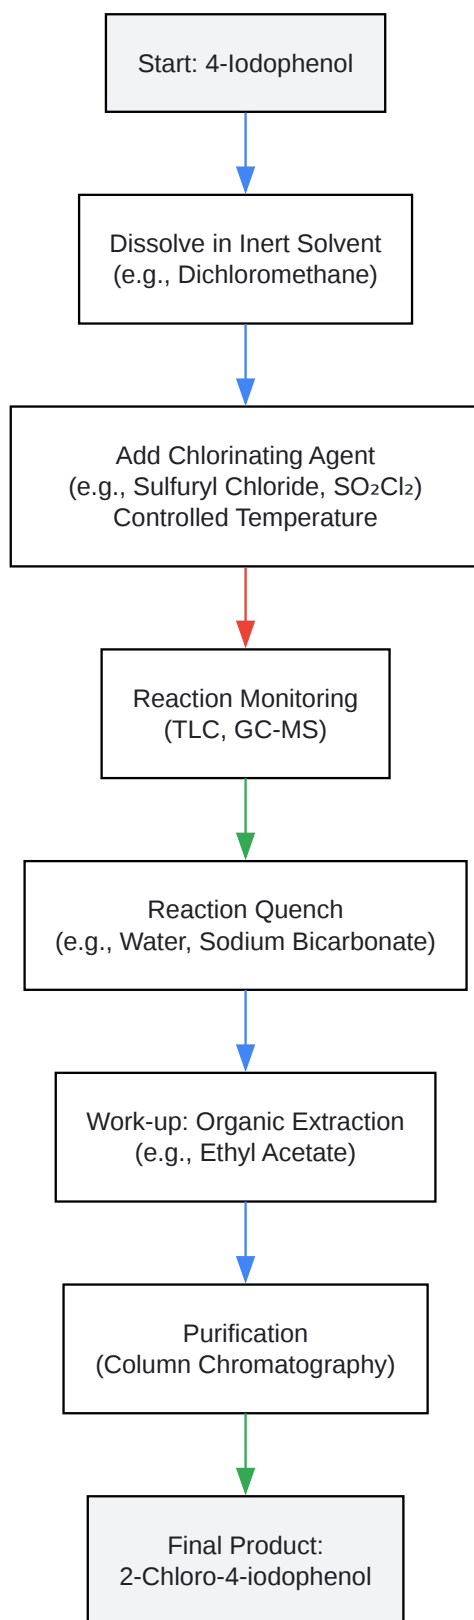 Start: 4-Iodophenol
Dissolve in Inert Solvent
(e.g., Dichloromethane)
Add Chlorinating Agent
(e.g., Sulfuryl Chloride, SO₂Cl₂)
Controlled Temperature
Reaction Monitoring
(TLC, GC-MS)
Reaction Quench
(e.g., Water, Sodium Bicarbonate)
Work-up: Organic Extraction
(e.g., Ethyl Acetate)
Purification
(Column Chromatography)
Final Product:
2-Chloro-4-iodophenol